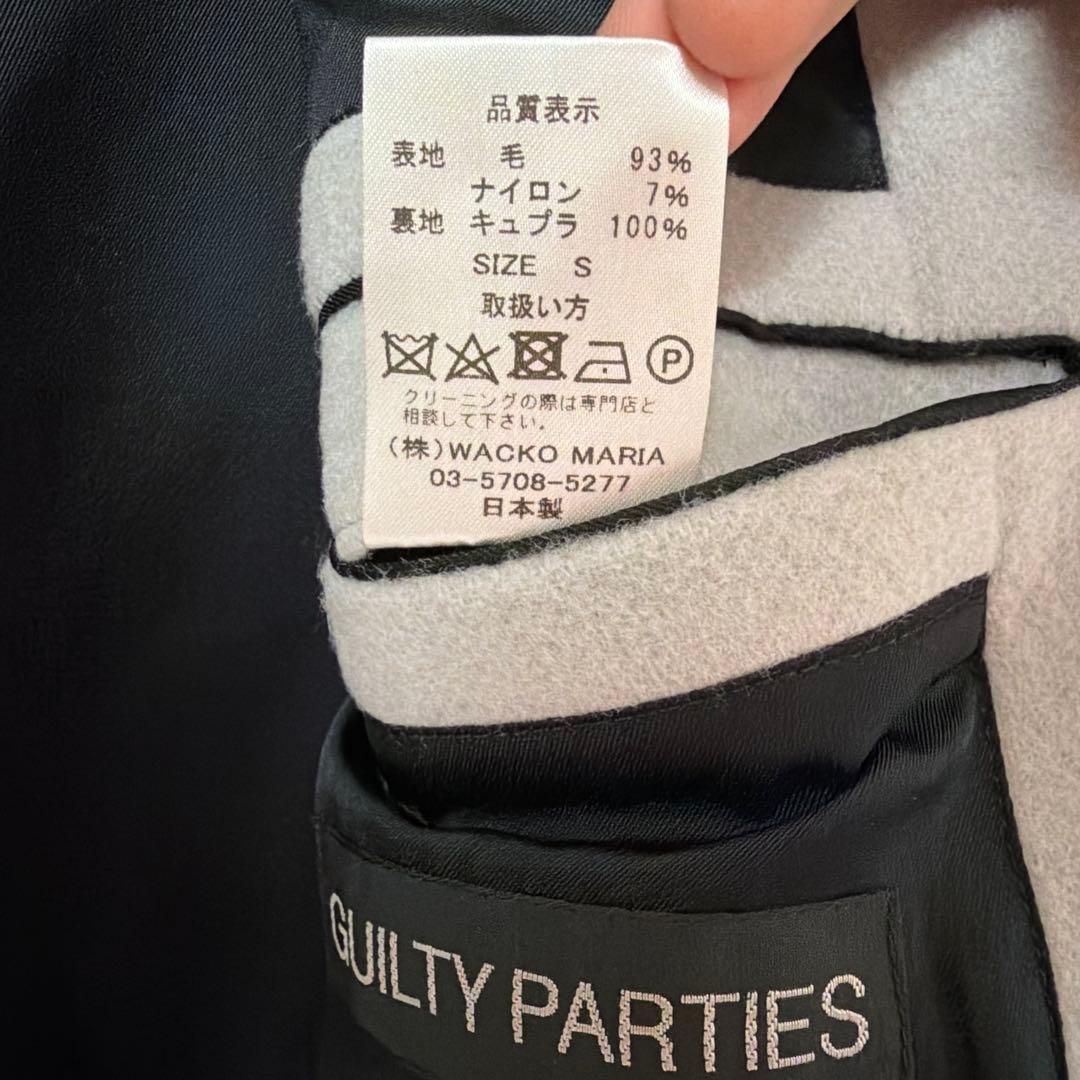 品質表示
表地 毛 93%
ナイロン 7%
裏地 キュプラ 100%
SIZE S
取扱い方
P
クリーニングの際は専門店と
相談して下さい。
(株)WACKO MARIA
03-5708-5277
日本製
GUILTY PARTIES